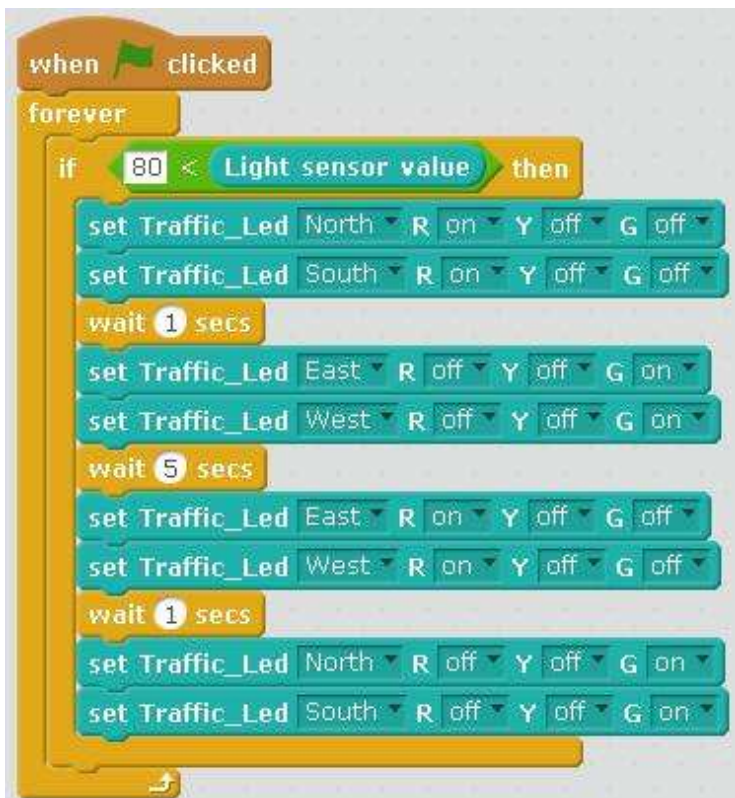 when clicked
forever
if 80 < Light sensor value then
set Traffic_Led North R on Y off G off
set Traffic_Led South R on Y off G off
wait 1 secs
set Traffic_Led East R off Y off G on
set Traffic_Led West R off Y off G on
wait 5 secs
set Traffic_Led East R on Y off G off
set Traffic_Led West R on Y off G off
wait 1 secs
set Traffic_Led North R off Y off G on
set Traffic_Led South R off Y off G on